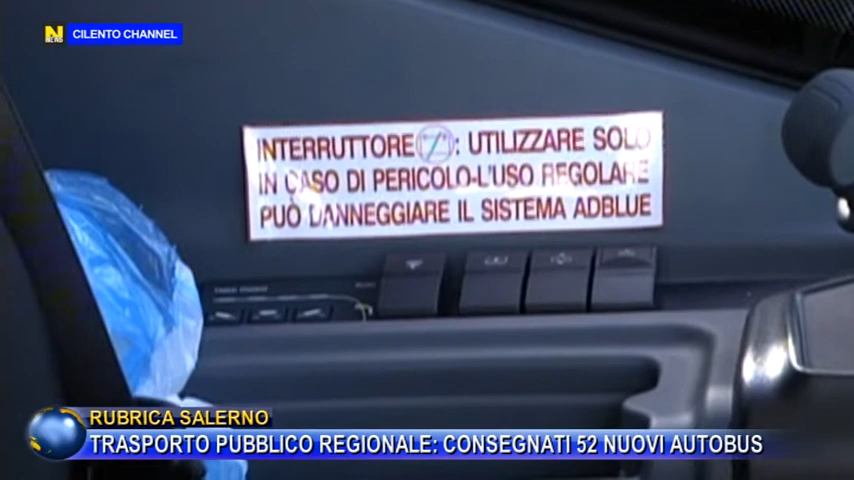 CILENTO CHANNEL
INTERRUTTORE : UTILIZZARE SOLO
IN CASO DI PERICOLO-L'USO REGOLARE
PUÒ DANNEGGIARE IL SISTEMA ADBLUE
RUBRICA SALERNO
TRASPORTO PUBBLICO REGIONALE: CONSEGNATI 52 NUOVI AUTOBUS